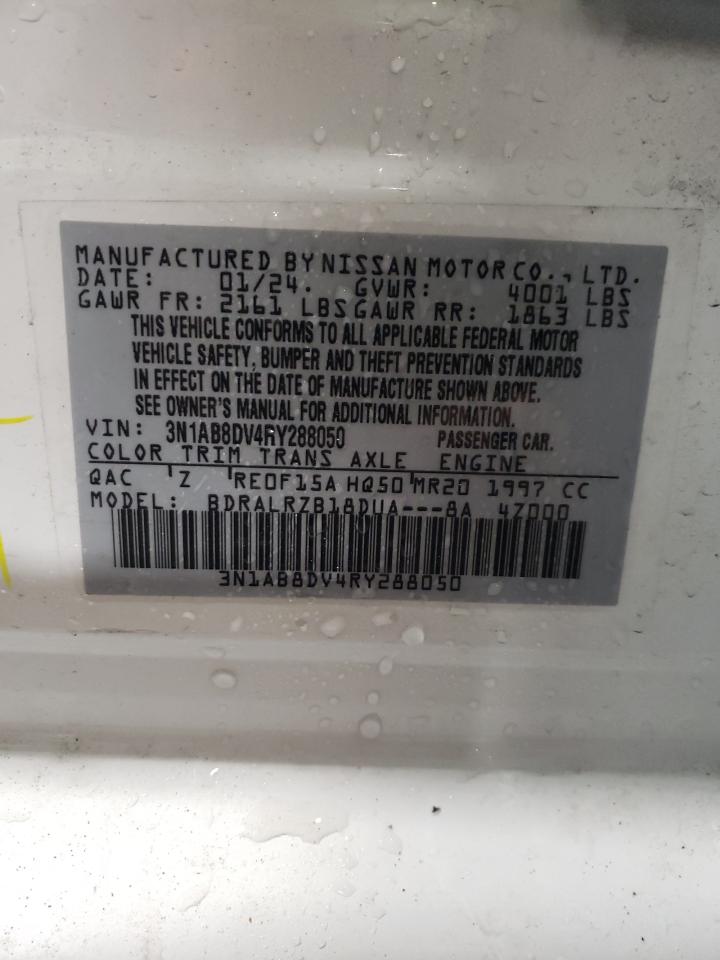 MANUFACTURED BY NISSAN MOTOR CO., LTD.
DATE: 01/24. GVWR: 4001 LBS
GAWR FR: 2161 LBS GAWR RR: 1863 LBS
THIS VEHICLE CONFORMS TO ALL APPLICABLE FEDERAL MOTOR
VEHICLE SAFETY, BUMPER AND THEFT PREVENTION STANDARDS
IN EFFECT ON THE DATE OF MANUFACTURE SHOWN ABOVE.
SEE OWNER'S MANUAL FOR ADDITIONAL INFORMATION.
VIN: 3N1AB8DV4RY288050 PASSENGER CAR.
COLOR TRIM TRANS AXLE ENGINE
QAC Z RE0F15A HQ50 MR20 1997 CC
MODEL: BDRALRZB18DUA---8A 4Z000
3N1AB8DV4RY288050